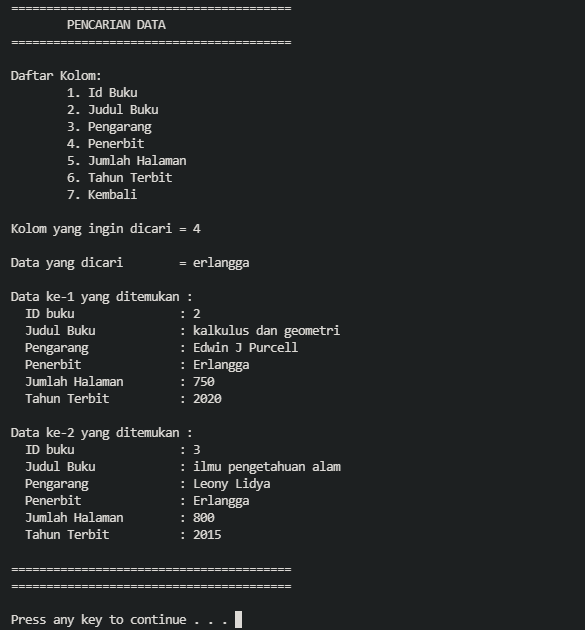 ========================================
PENCARIAN DATA
========================================
Daftar Kolom:
1. Id Buku
2. Judul Buku
3. Pengarang
4. Penerbit
5. Jumlah Halaman
6. Tahun Terbit
7. Kembali
Kolom yang ingin dicari = 4
Data yang dicari = erlangga
Data ke-1 yang ditemukan :
ID buku : 2
Judul Buku : kalkulus dan geometri
Pengarang : Edwin J Purcell
Penerbit : Erlangga
Jumlah Halaman : 750
Tahun Terbit : 2020
Data ke-2 yang ditemukan :
ID buku : 3
Judul Buku : ilmu pengetahuan alam
Pengarang : Leony Lidya
Penerbit : Erlangga
Jumlah Halaman : 800
Tahun Terbit : 2015
========================================
========================================
Press any key to continue . . .